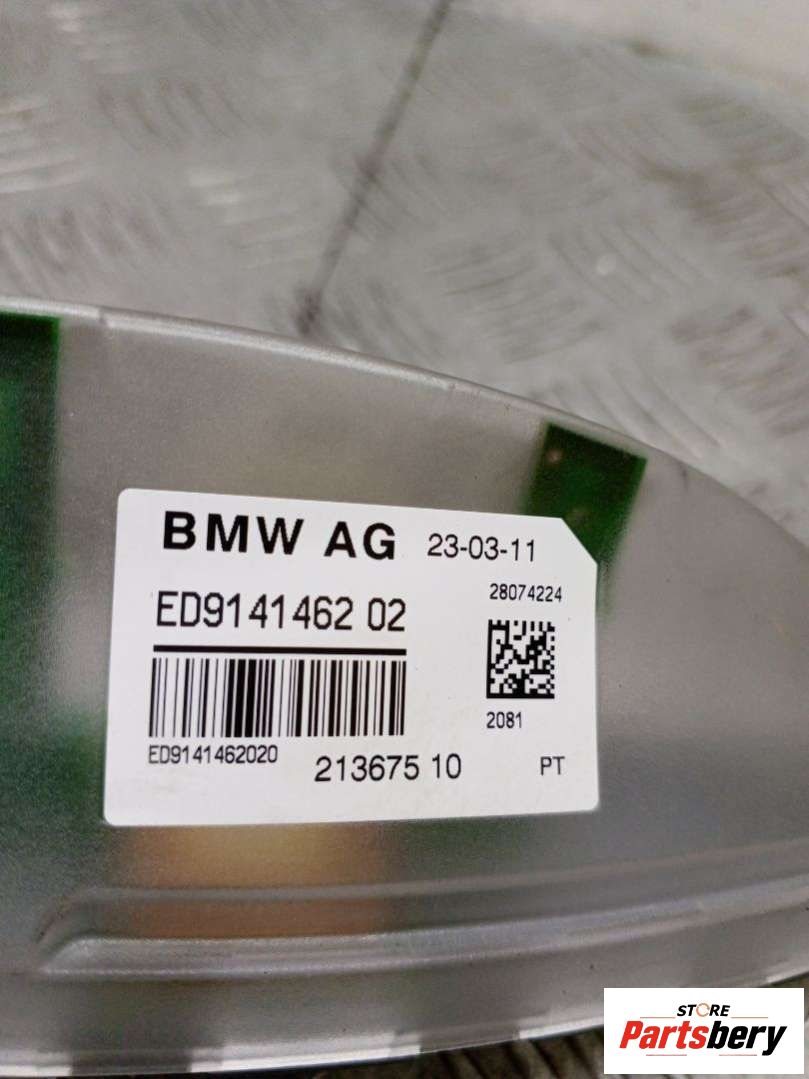 BMW AG 23-03-11
28074224
ED9141462 02
2081
ED9141462020
213675 10
PT
STORE
Partsbery